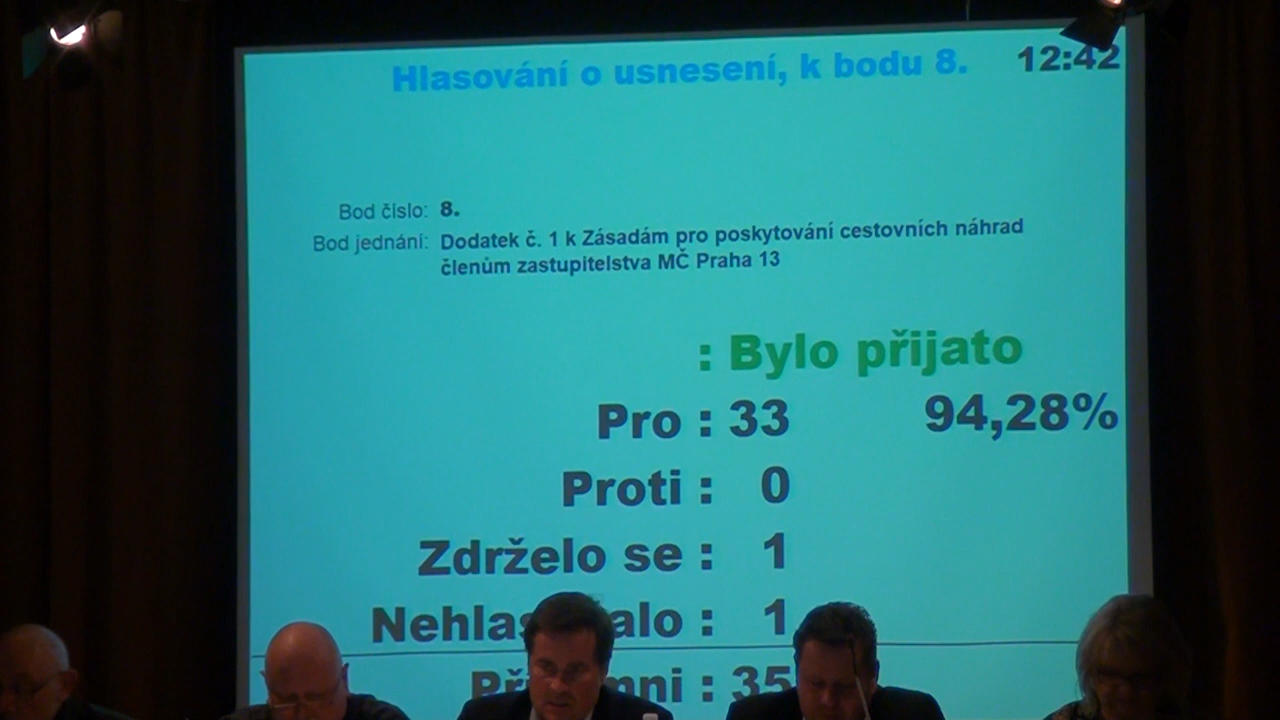 Hlasování o usnesení, k bodu 8. 12:42
Bod číslo: 8.
Bod jednání: Dodatek č. 1 k Zásadám pro poskytování cestovních náhrad
členům zastupitelstva MČ Praha 13
: Bylo přijato
Pro : 33 94,28%
Proti : 0
Zdrželo se : 1
: 1
: 35